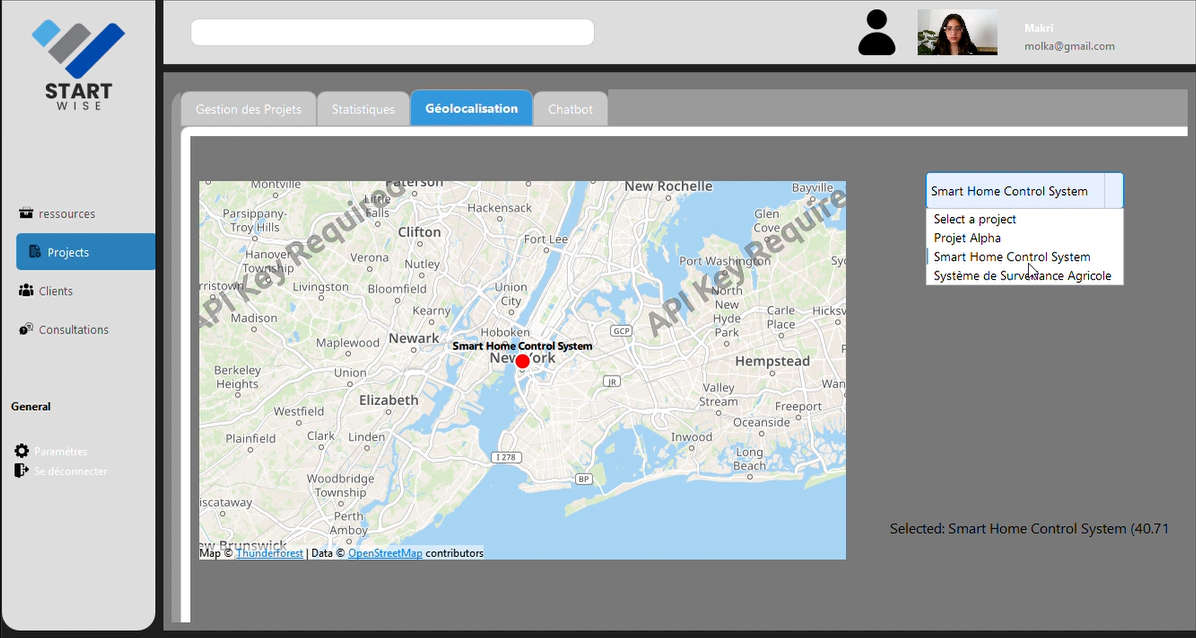 START
WISE
Makri
molka@gmail.com
Gestion des Projets
Statistiques
Géolocalisation
Chatbot
ressources
Projects
Clients
Consultations
General
Paramètres
Se déconnecter
Smart Home Control System
Select a project
Projet Alpha
Smart Home Control System
Système de Surveillance Agricole
Montville
Paterson
New Rochelle
Bayville
Little
Falls
Hackensack
Parsippany-
Troy Hills
Clifton
Glen
Cove
Fort Lee
Verona
Hanover
Township
Nutley
Port Washington
Livingston
Bloomfield
Union
City
North
New
Hyde
Park
Kearny
Carle
Place
Madison
Hoboken
GCP
Maplewood
Newark
Smart Home Control System
New York
Hempstead
Berkeley
Heights
Union
JR
Elizabeth
Valley
Stream
Freeport
Westfield
Oceanside
Plainfield
Clark
Linden
Inwood
I 278
Long
Beach
BP
Woodbridge
Township
Perth
Amboy
API Key Required
API Key Require
Map © Thunderforest | Data © OpenStreetMap contributors
Selected: Smart Home Control System (40.71